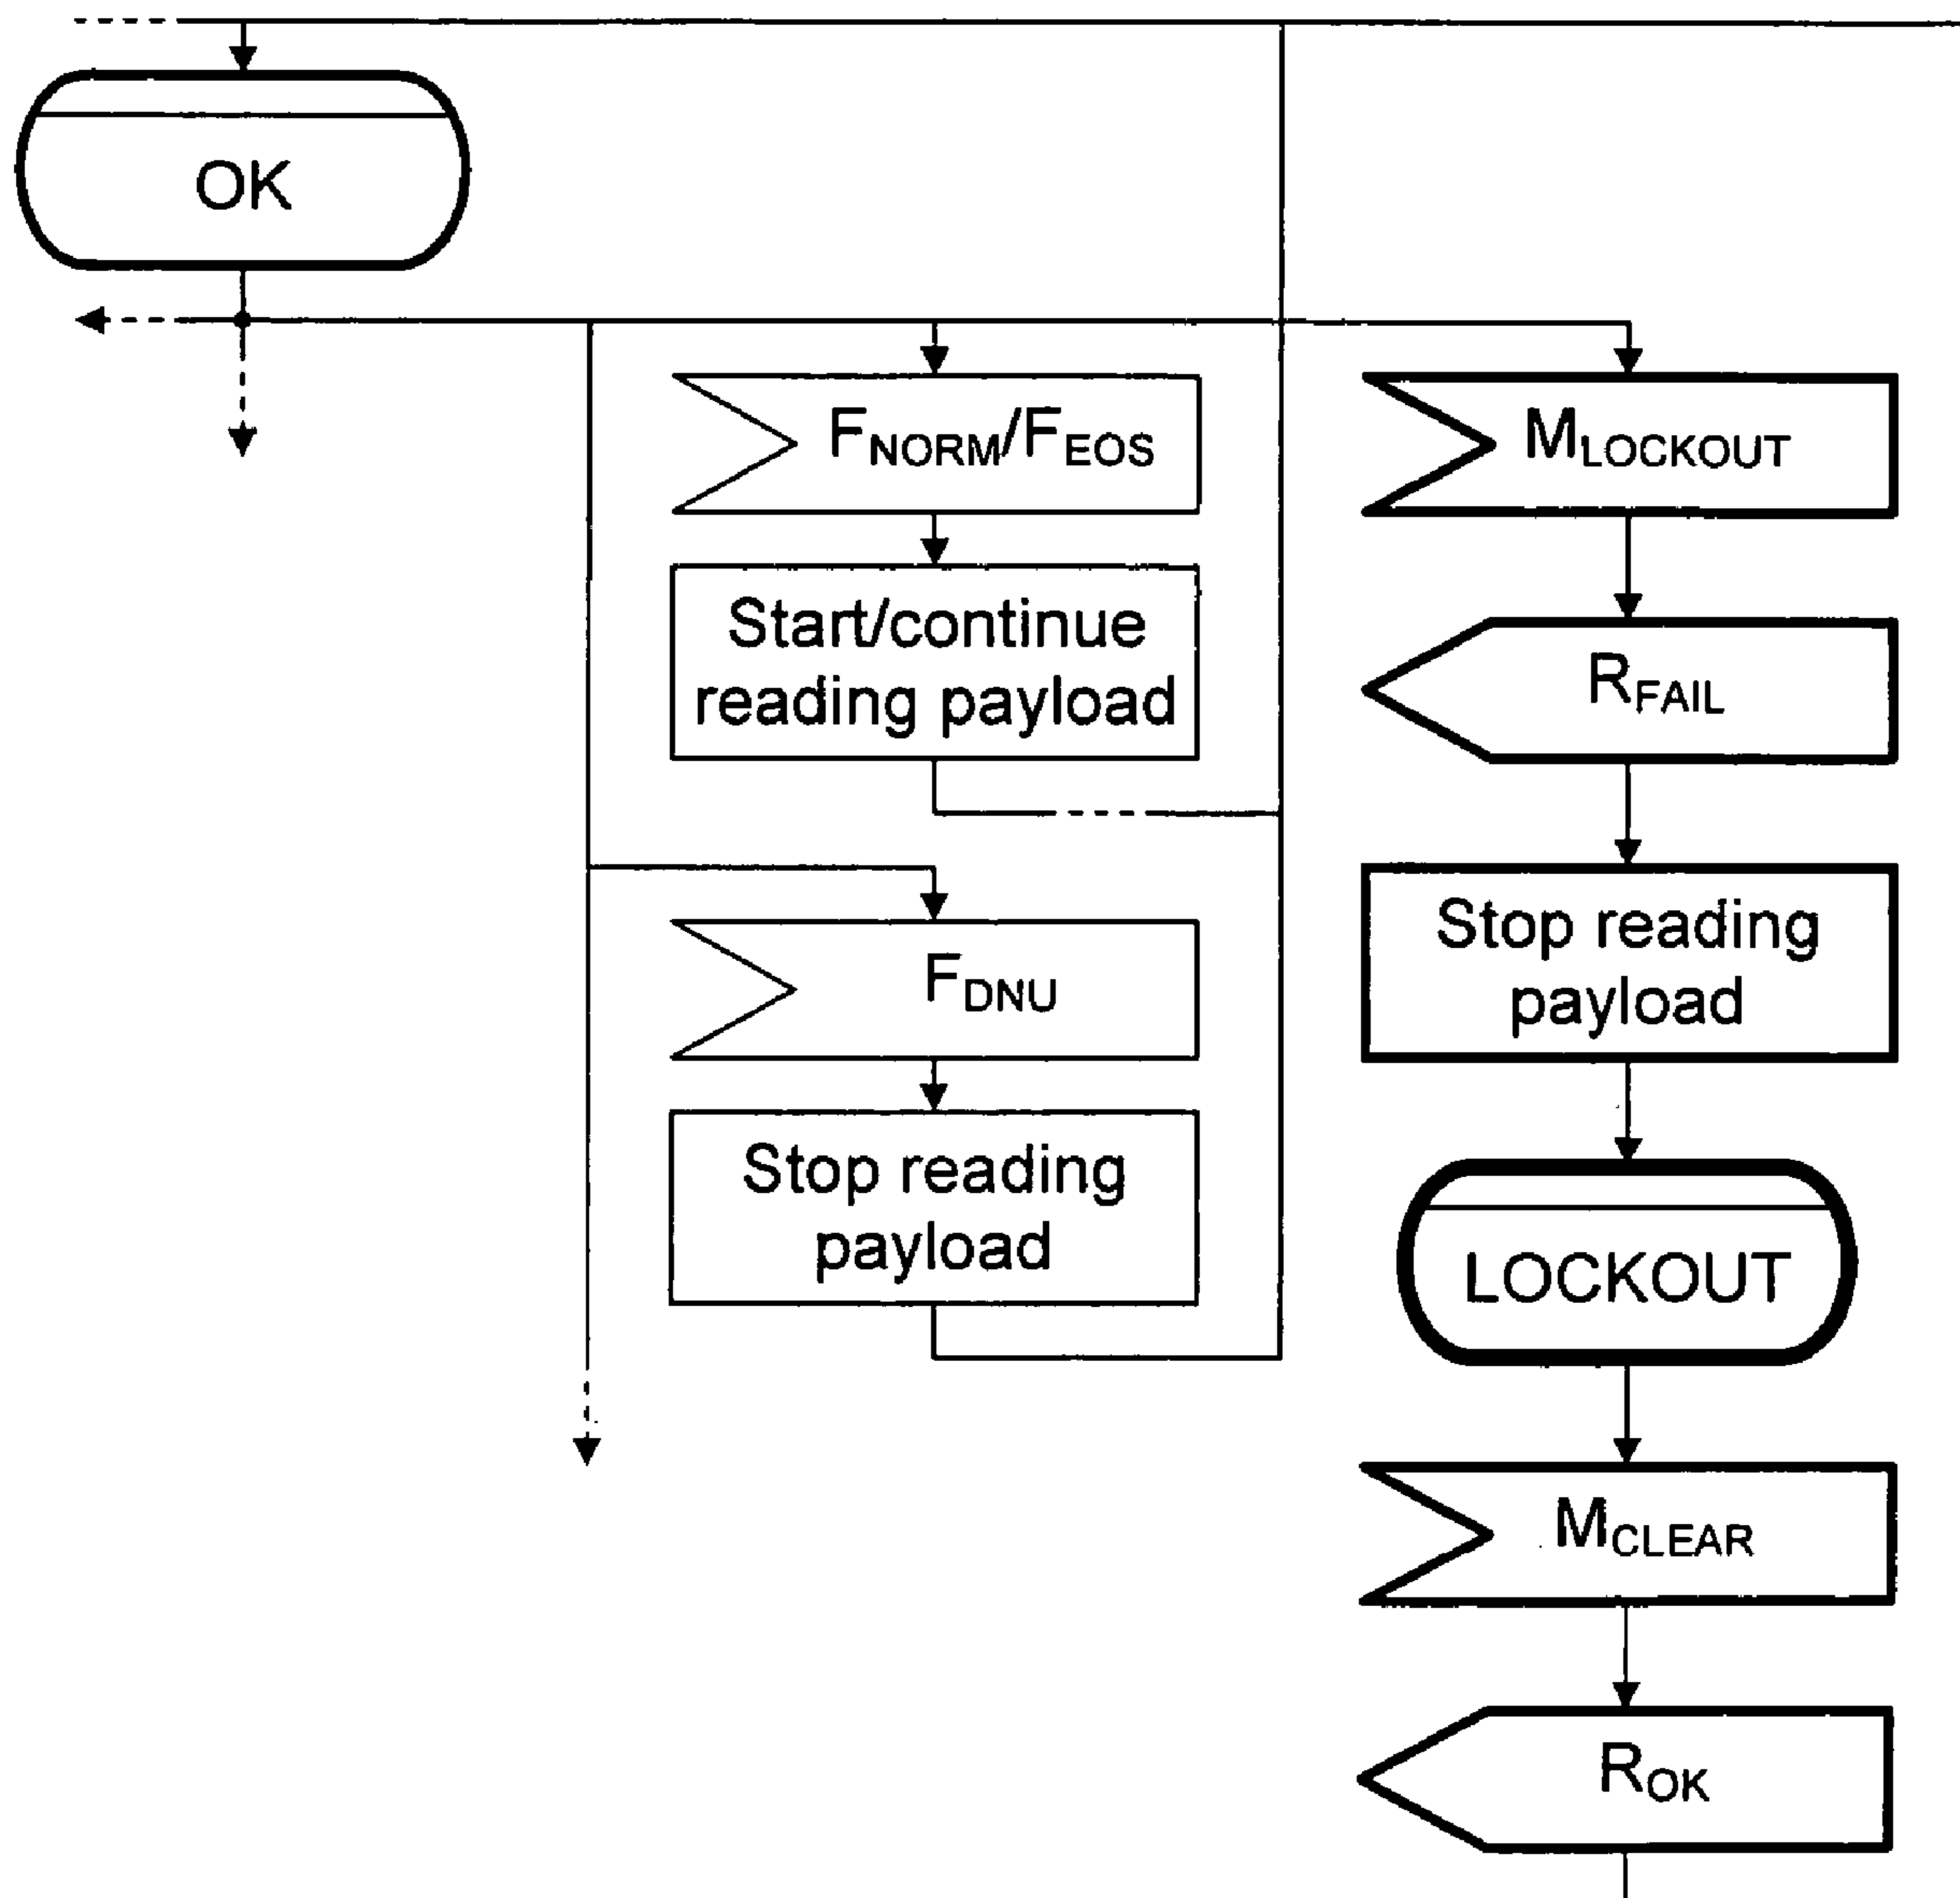 OK
FNORM/FEOS
Start/continue
reading payload
FDNU
Stop reading
payload
MLOCKOUT
RFAIL
Stop reading
payload
LOCKOUT
MCLEAR
ROK